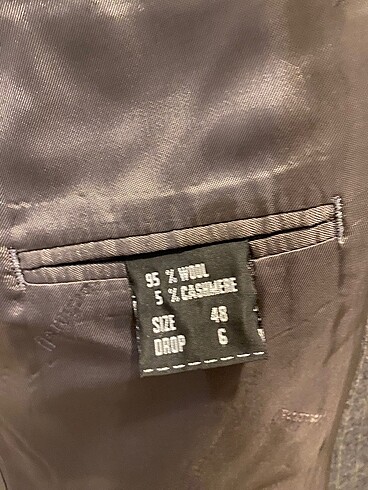 95 % WOOL
5 % CASHMERE
SIZE 48
DROP 6